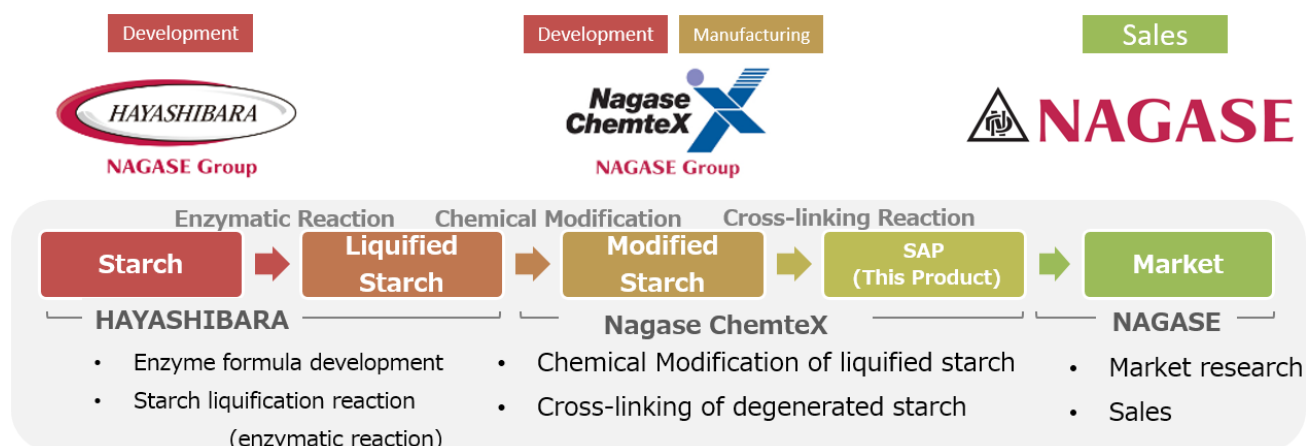 Development
Development
Manufacturing
Sales
HAYASHIBARA
NAGASE Group
Nagase
ChemteX
NAGASE Group
NAGASE
Enzymatic Reaction
Chemical Modification
Cross-linking Reaction
Starch
Liquified
Starch
Modified
Starch
SAP
(This Product)
Market
HAYASHIBARA
• Enzyme formula development
• Starch liquification reaction
(enzymatic reaction)
Nagase ChemteX
• Chemical Modification of liquified starch
• Cross-linking of degenerated starch
NAGASE
• Market research
• Sales